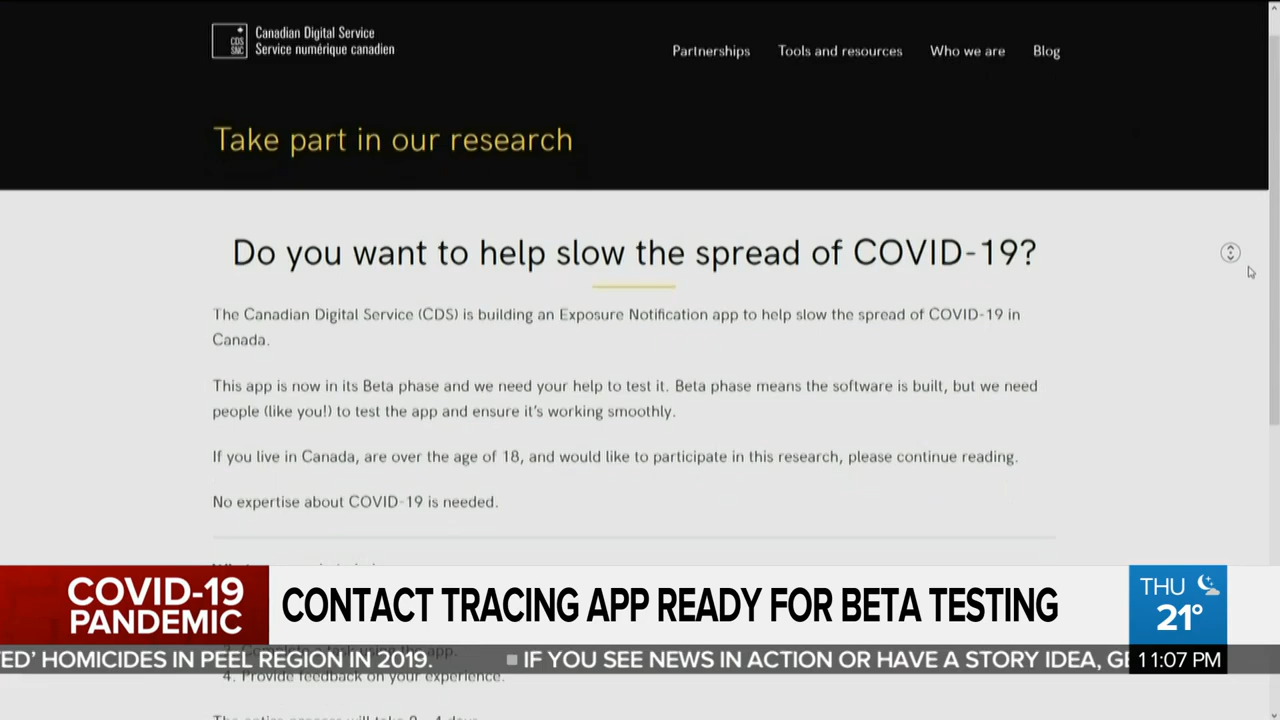 Canadian Digital Service
Service numérique canadien
CDS
SNC
Partnerships
Tools and resources
Who we are
Blog
Take part in our research
Do you want to help slow the spread of COVID-19?
The Canadian Digital Service (CDS) is building an Exposure Notification app to help slow the spread of COVID-19 in
Canada.
This app is now in its Beta phase and we need your help to test it. Beta phase means the software is built, but we need
people (like you!) to test the app and ensure it's working smoothly.
If you live in Canada, are over the age of 18, and would like to participate in this research, please continue reading.
No expertise about COVID-19 is needed.
COVID-19
PANDEMIC
CONTACT TRACING APP READY FOR BETA TESTING
THU
21°
app.
ED' HOMICIDES IN PEEL REGION IN 2019.
IF YOU SEE NEWS IN ACTION OR HAVE A STORY IDEA, GE
11:07 PM
4. Provide feedback on your experience.